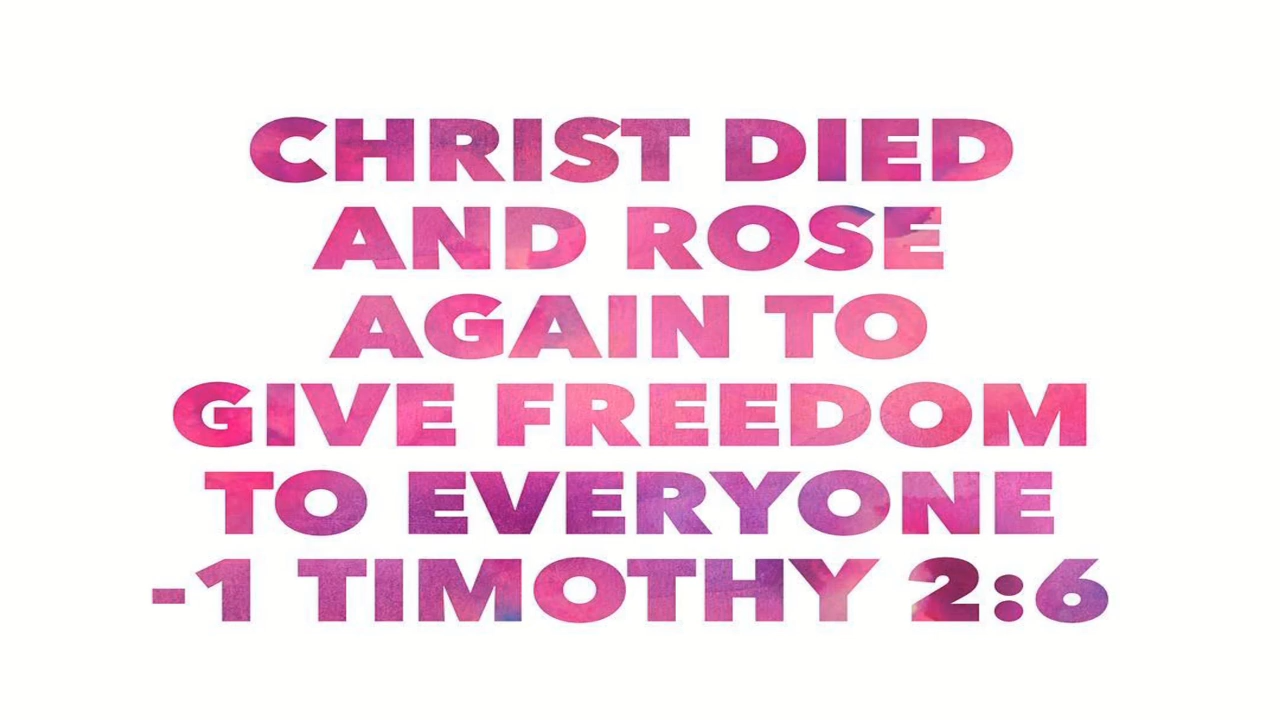 CHRIST DIED
AND ROSE
AGAIN TO
GIVE FREEDOM
TO EVERYONE
-1 TIMOTHY 2:6